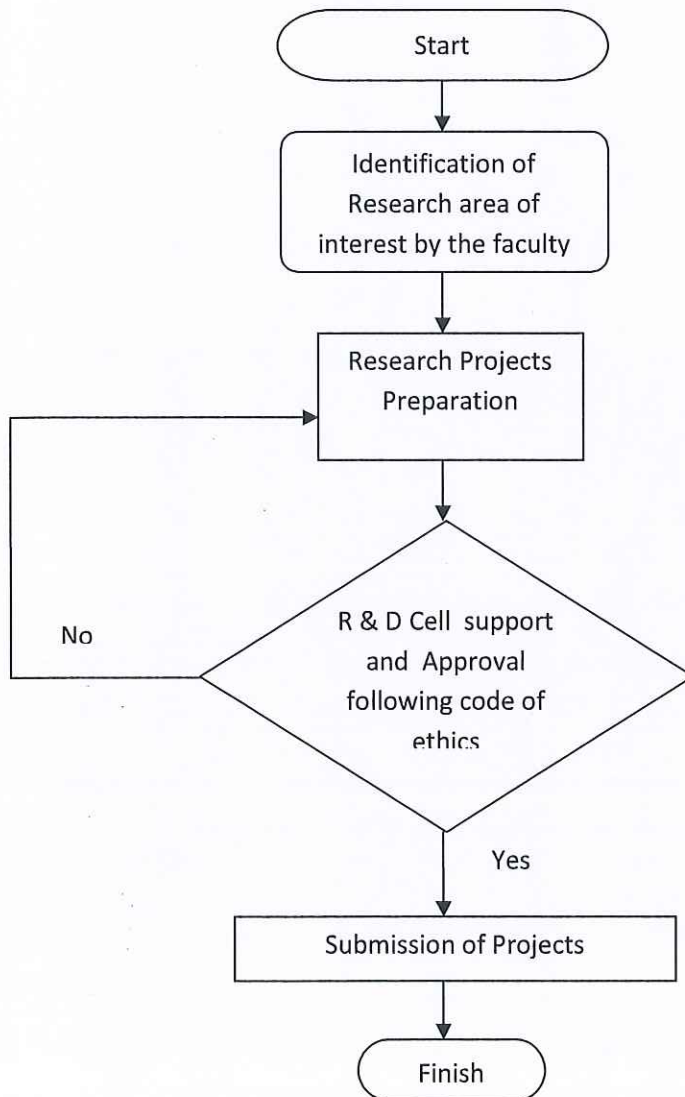 Start
Identification of
Research area of
interest by the faculty
Research Projects
Preparation
No
R & D Cell support
and Approval
following code of
ethics
Yes
Submission of Projects
Finish